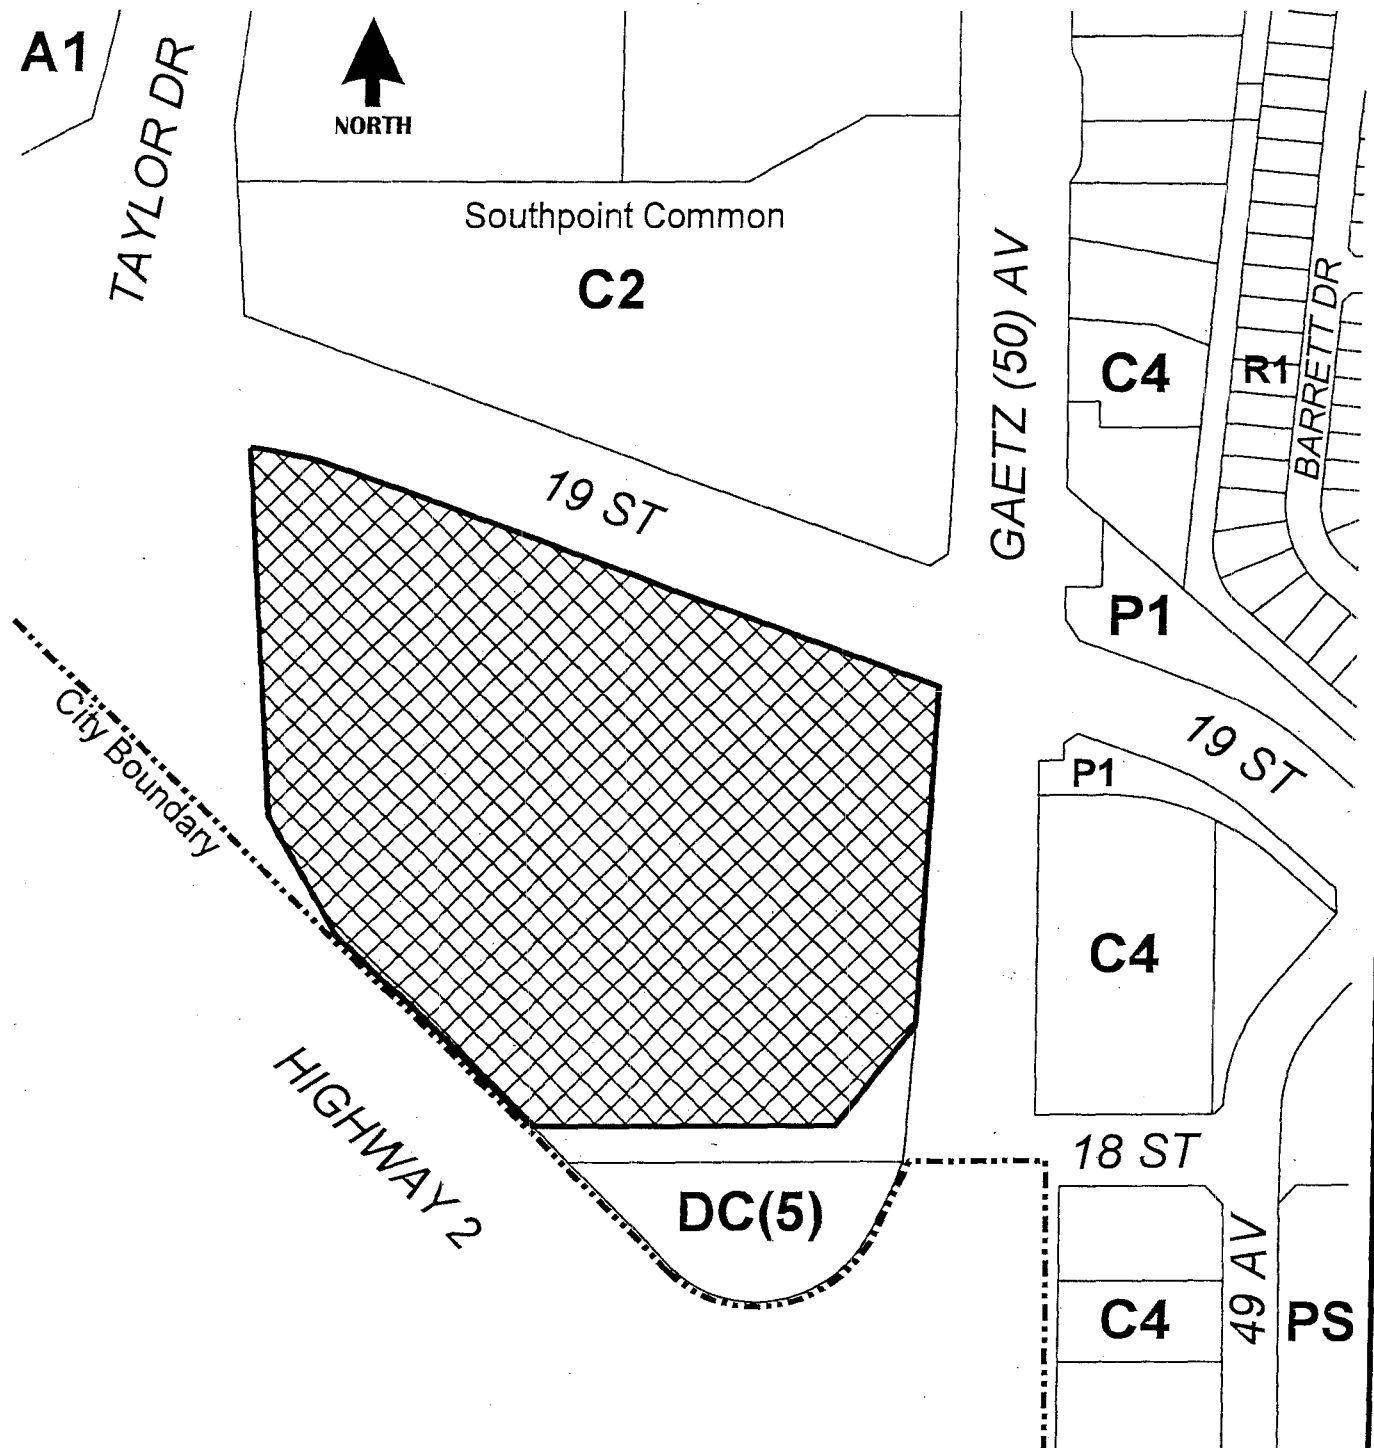 A1
TAYLOR DR
NORTH
Southpoint Common
C2
GAETZ (50) AV
C4
R1
BARRETT DR
19 ST
P1
19 ST
P1
City Boundary
C4
HIGHWAY 2
18 ST
DC(5)
49 AV
C4
PS